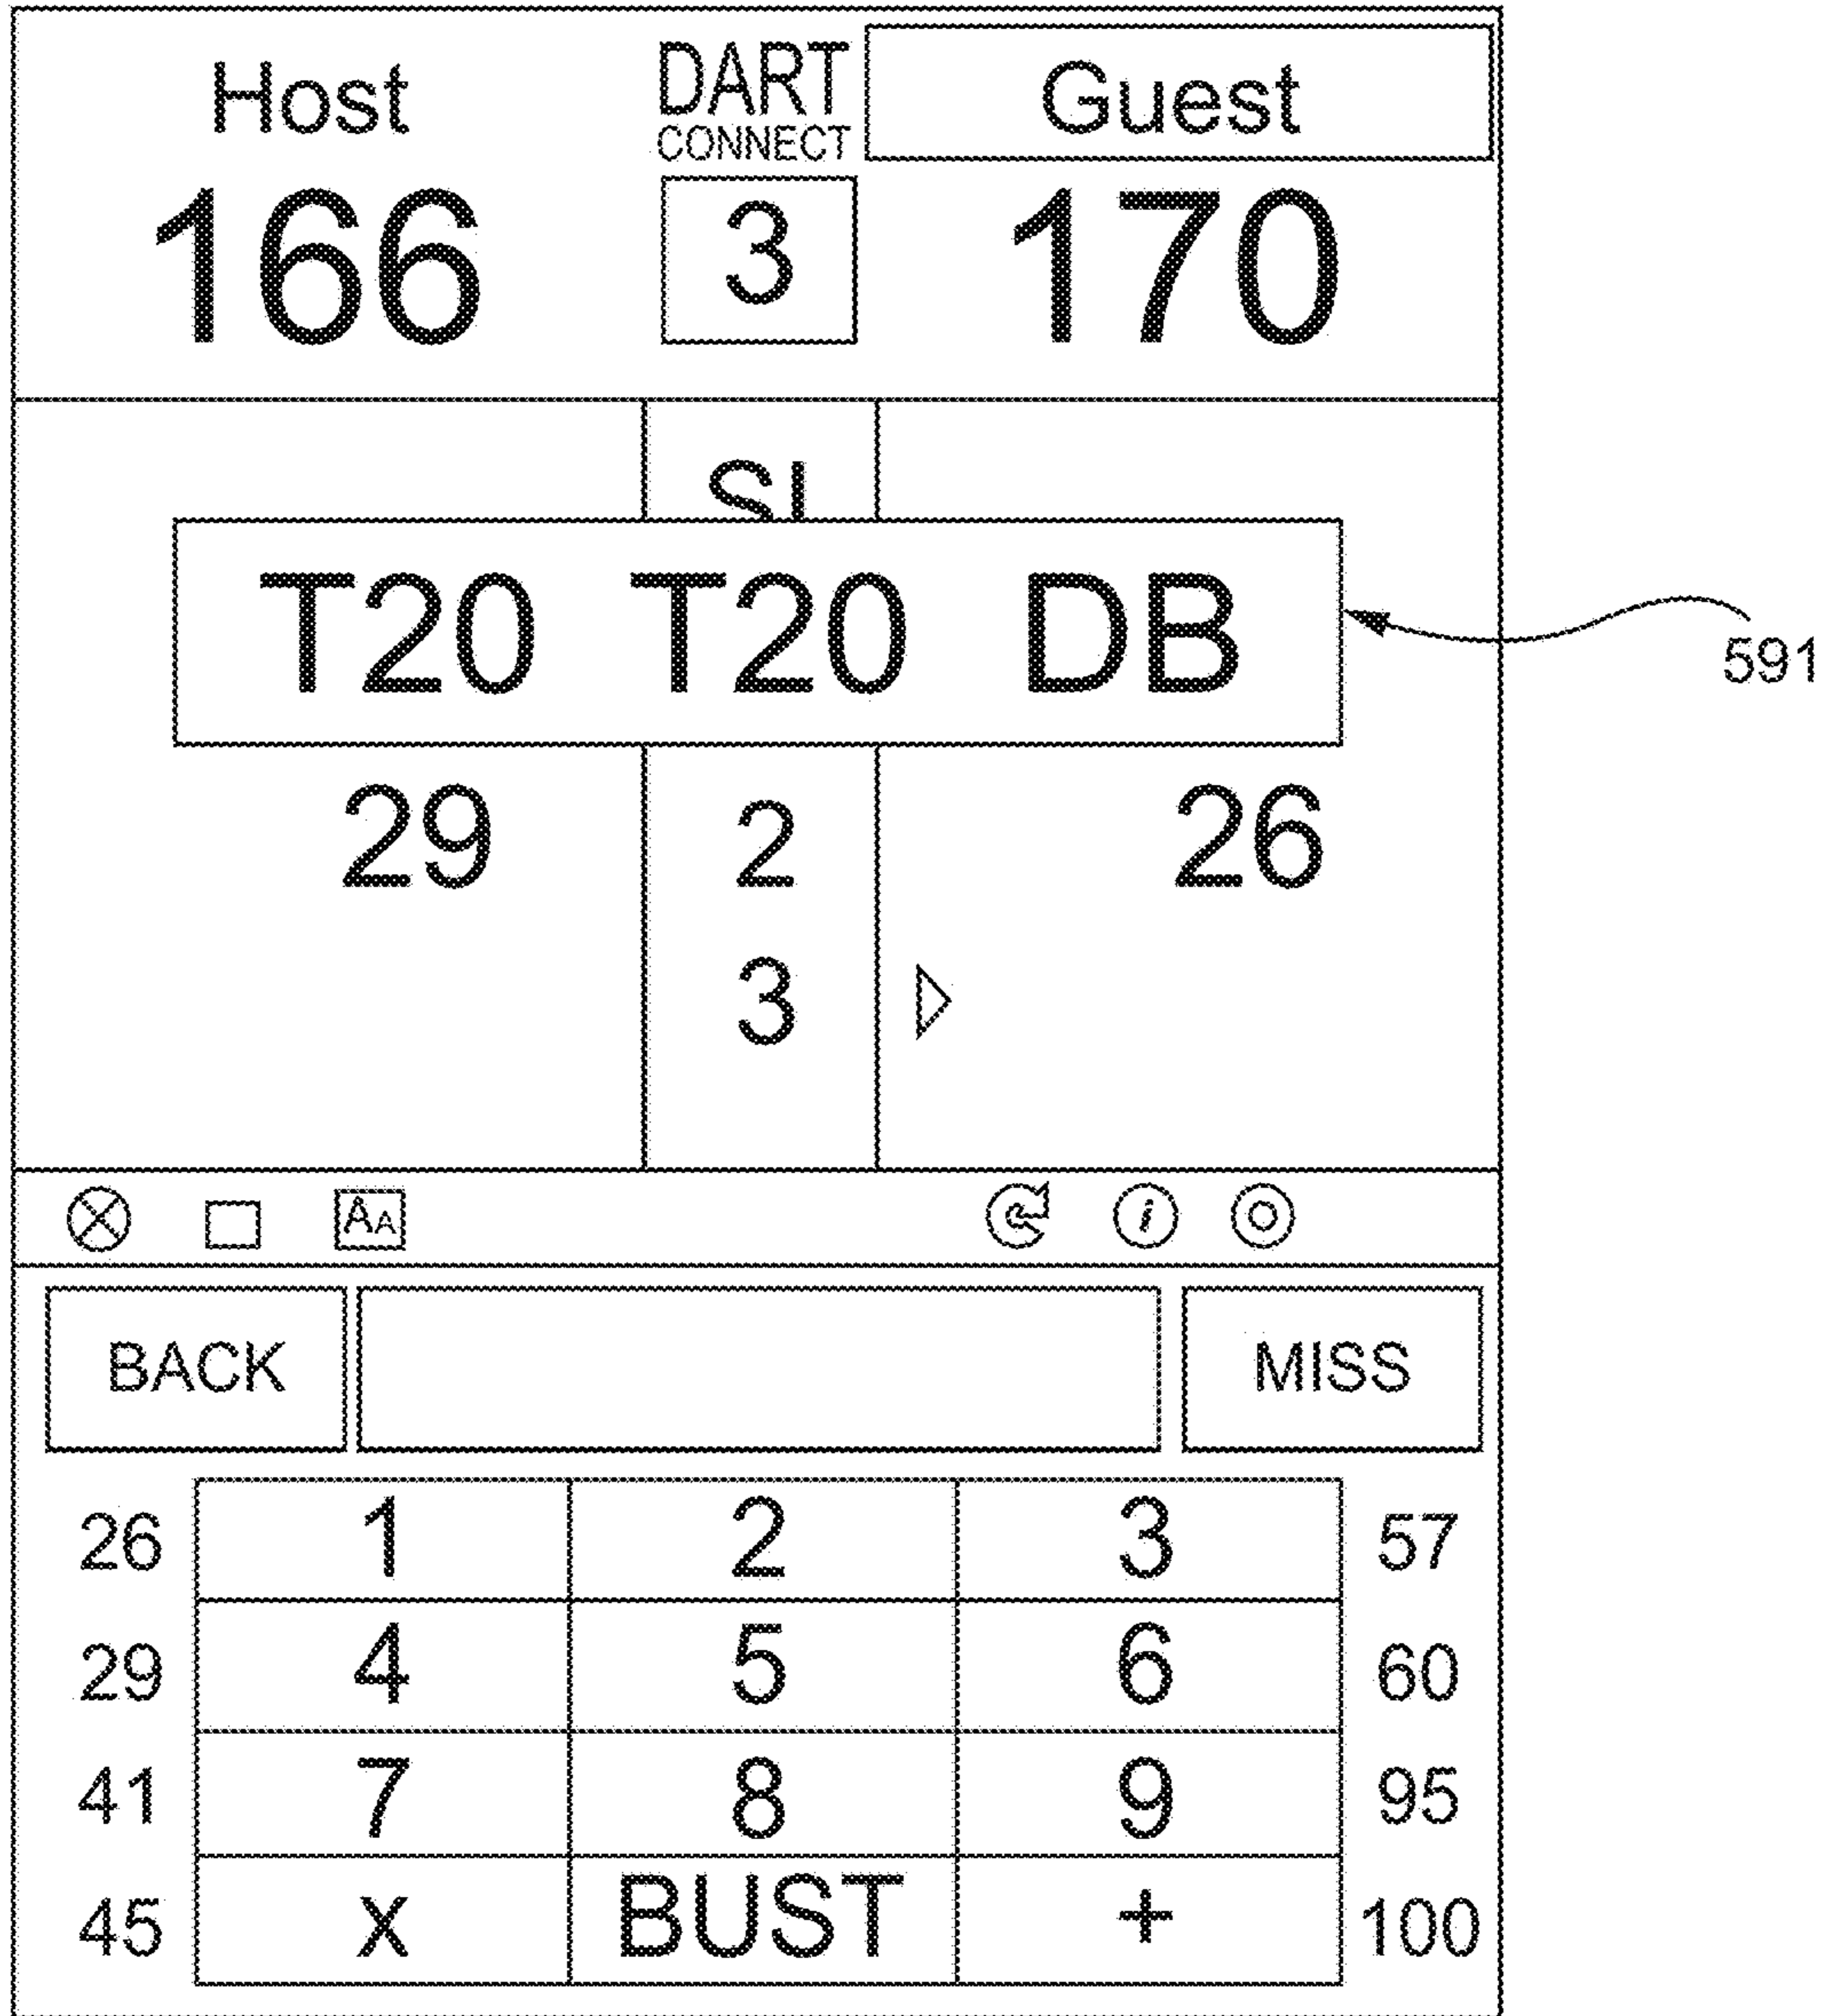 Host DART Guest
CONNECT
166 3 170
T20 T20 DB
591
29 2 26
3
AA
i
BACK MISS
26 1 2 3 57
29 4 5 6 60
41 7 8 9 95
45 X BUST + 100